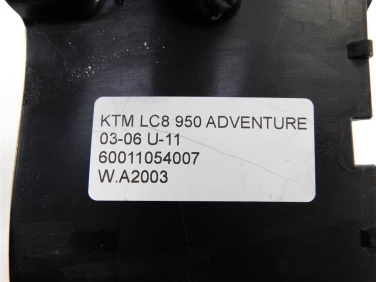 KTM LC8 950 ADVENTURE
03-06 U-11
60011054007
W.A2003